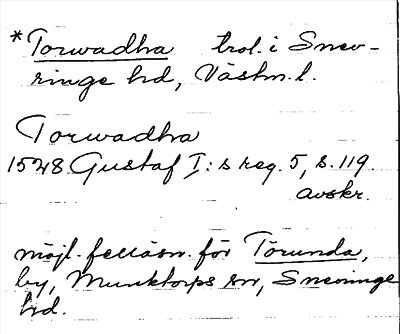 *Torwadha trol. i Snev-
ringe hd, Västm. l.
Torwadha
1548 Gustaf I:s reg. 5, s. 119.
avskr.
möjl. felläsn. för Törunda,
by, Munktorps sn, Snevringe
hd.